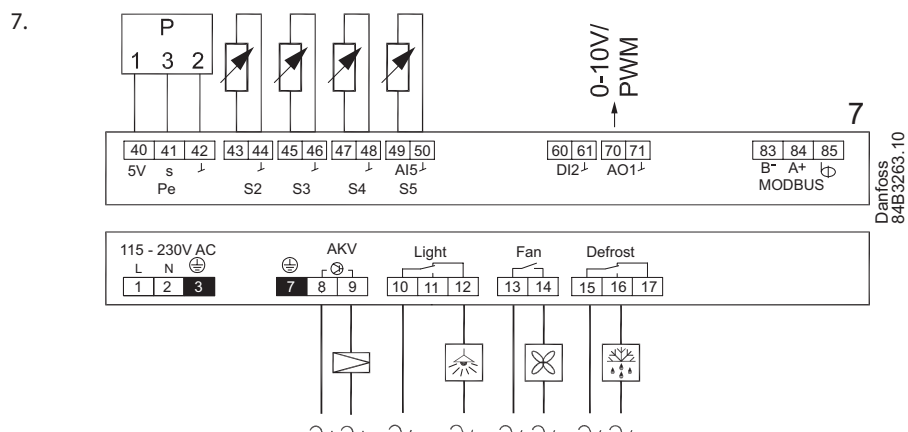 7.
P
1 3 2
0-10V/
PWM
7
40 41 42 43 44 45 46 47 48 49 50 60 61 70 71 83 84 85
5V s AI5 DI2 AO1 B- A+
Pe S2 S3 S4 S5 MODBUS
Danfoss
84B3263.10
115 - 230V AC AKV Light Fan Defrost
L N
1 2 3 7 8 9 10 11 12 13 14 15 16 17